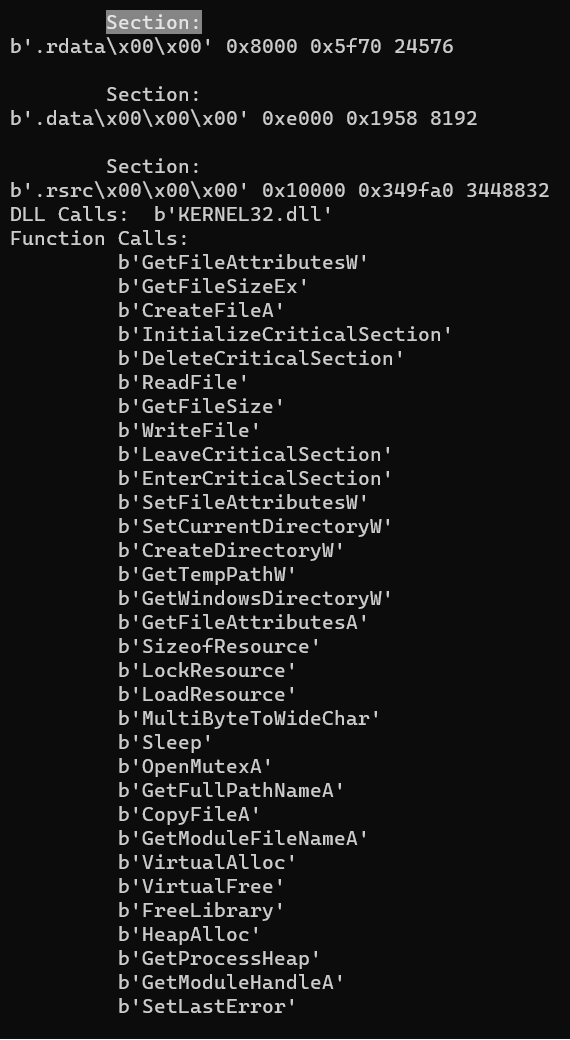 Section:
b'.rdata\x00\x00' 0x8000 0x5f70 24576
Section:
b'.data\x00\x00\x00' 0xe000 0x1958 8192
Section:
b'.rsrc\x00\x00\x00' 0x10000 0x349fa0 3448832
DLL Calls:  b'KERNEL32.dll'
Function Calls:
b'GetFileAttributesW'
b'GetFileSizeEx'
b'CreateFileA'
b'InitializeCriticalSection'
b'DeleteCriticalSection'
b'ReadFile'
b'GetFileSize'
b'WriteFile'
b'LeaveCriticalSection'
b'EnterCriticalSection'
b'SetFileAttributesW'
b'SetCurrentDirectoryW'
b'CreateDirectoryW'
b'GetTempPathW'
b'GetWindowsDirectoryW'
b'GetFileAttributesA'
b'SizeofResource'
b'LockResource'
b'LoadResource'
b'MultiByteToWideChar'
b'Sleep'
b'OpenMutexA'
b'GetFullPathNameA'
b'CopyFileA'
b'GetModuleFileNameA'
b'VirtualAlloc'
b'VirtualFree'
b'FreeLibrary'
b'HeapAlloc'
b'GetProcessHeap'
b'GetModuleHandleA'
b'SetLastError'